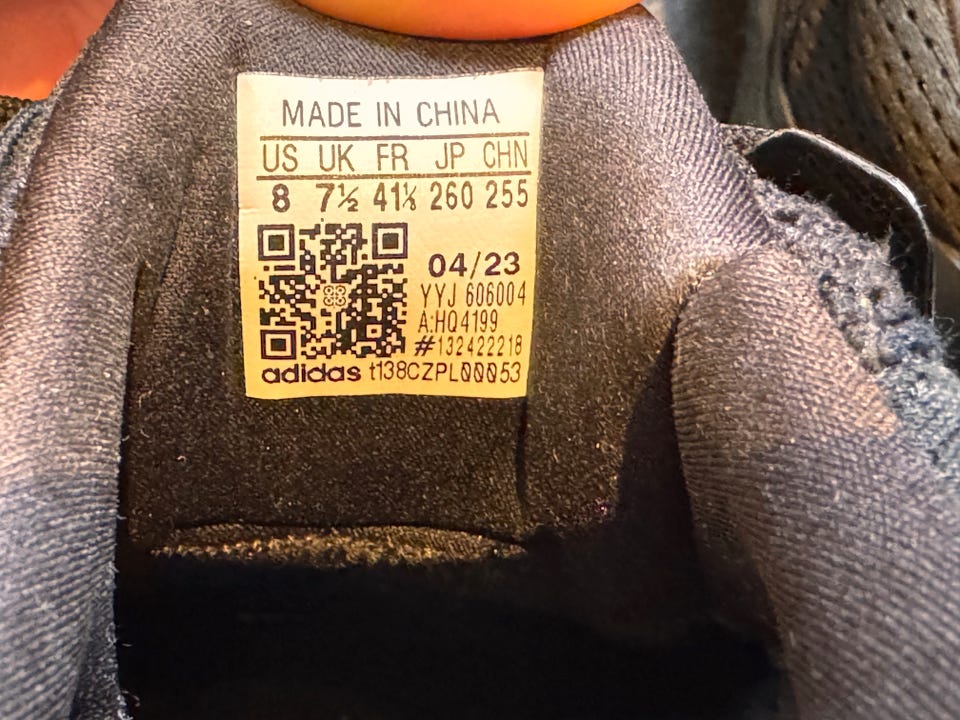 MADE IN CHINA
US UK FR JP CHN
8 7½ 41⅓ 260 255
04/23
YYJ 606004
A:HQ4199
#132422218
adidas t138CZPL00053